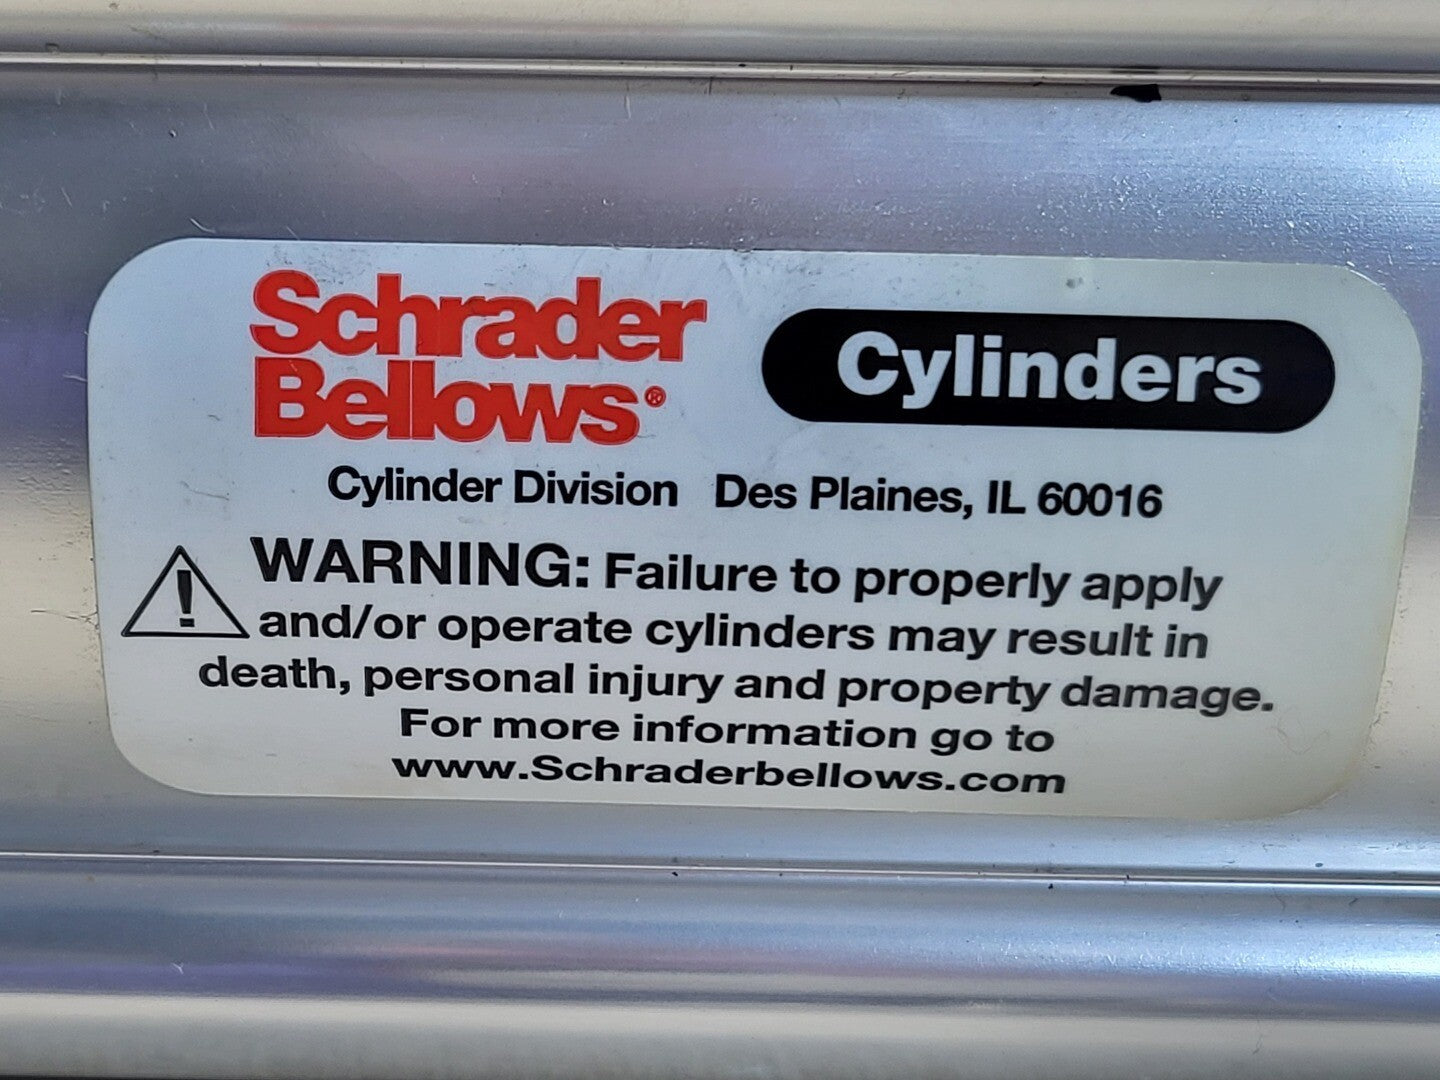 Schrader
Bellows®
Cylinders
Cylinder Division Des Plaines, IL 60016
WARNING: Failure to properly apply
and/or operate cylinders may result in
death, personal injury and property damage.
For more information go to
www.Schraderbellows.com